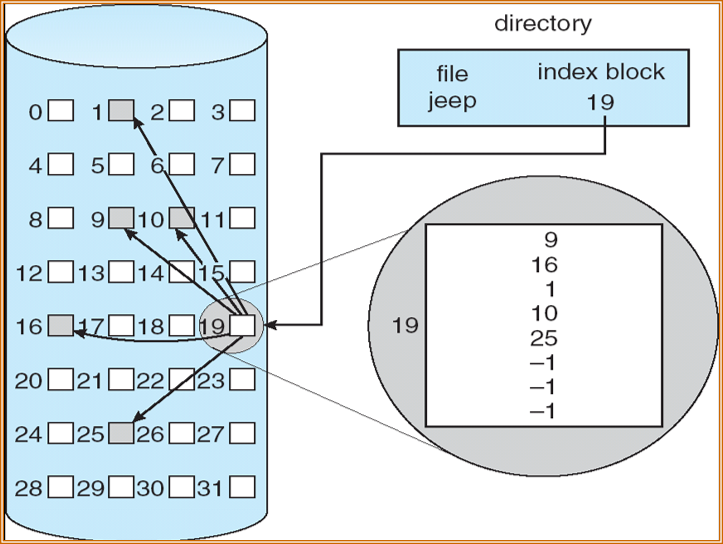 directory
file index block
jeep 19
0 1 2 3
4 5 6 7
8 9 10 11
12 13 14 15
16 17 18 19
20 21 22 23
24 25 26 27
28 29 30 31
19
9
16
1
10
25
–1
–1
–1